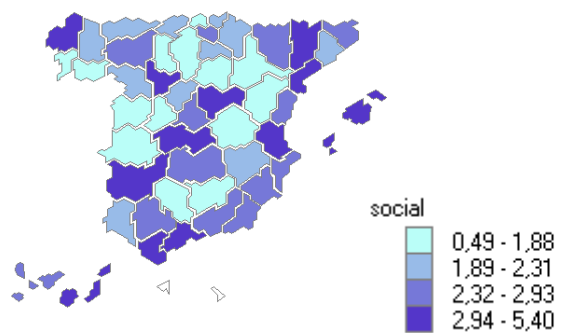 social
0,49 - 1,88
1,89 - 2,31
2,32 - 2,93
2,94 - 5,40